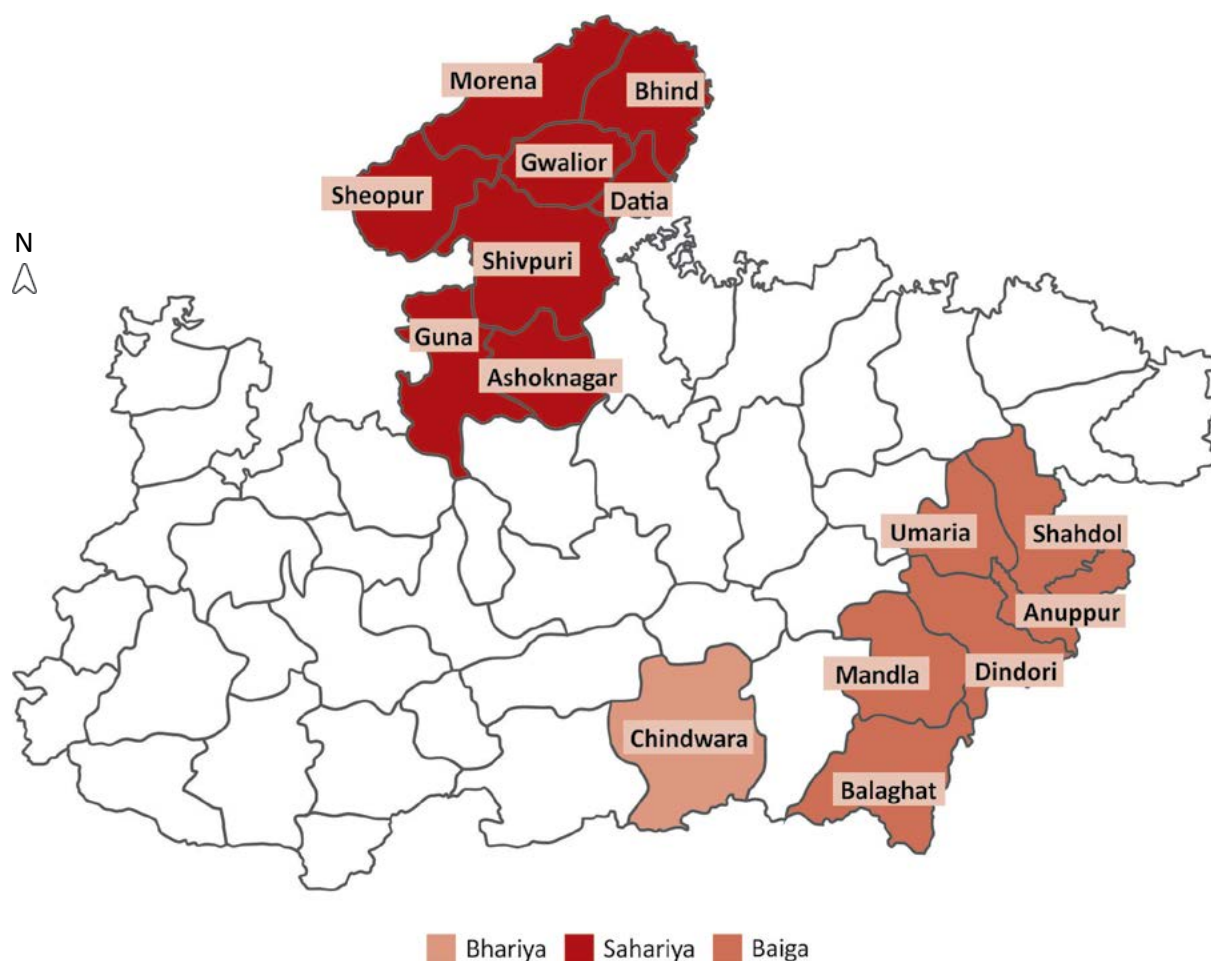 Morena
Bhind
Gwalior
Sheopur
Datia
N
Shivpuri
Guna
Ashoknagar
Umaria
Shahdol
Anuppur
Mandla
Dindori
Chindwara
Balaghat
Bhariya
Sahariya
Baiga